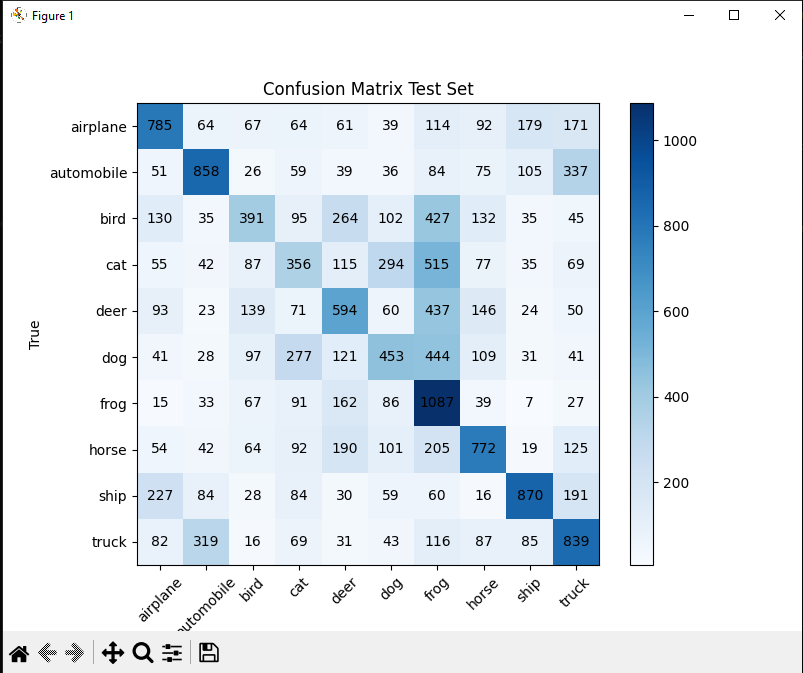 Figure 1
Confusion Matrix Test Set
airplane 785 64 67 64 61 39 114 92 179 171
automobile 51 858 26 59 39 36 84 75 105 337
bird 130 35 391 95 264 102 427 132 35 45
cat 55 42 87 356 115 294 515 77 35 69
deer 93 23 139 71 594 60 437 146 24 50
dog 41 28 97 277 121 453 444 109 31 41
frog 15 33 67 91 162 86 1087 39 7 27
horse 54 42 64 92 190 101 205 772 19 125
ship 227 84 28 84 30 59 60 16 870 191
truck 82 319 16 69 31 43 116 87 85 839
True
airplane utomobile bird cat deer dog frog horse ship truck
1000
800
600
400
200